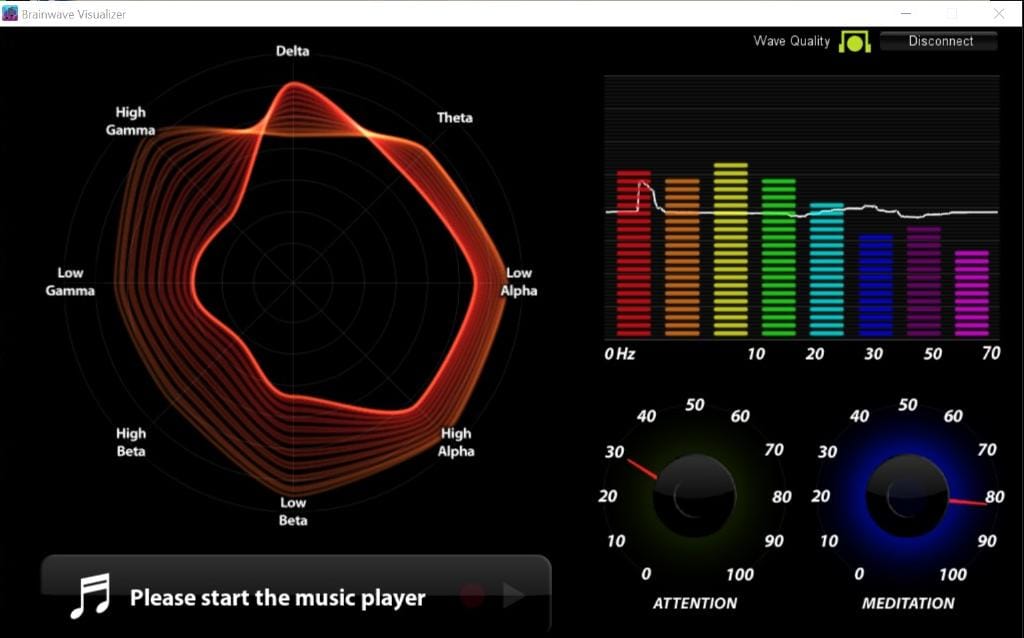 Brainwave Visualizer
Wave Quality
Disconnect
Delta
Theta
Low
Alpha
High
Alpha
Low
Beta
High
Beta
Low
Gamma
High
Gamma
0 Hz 10 20 30 50 70
0 10 20 30 40 50 60 70 80 90 100
ATTENTION
0 10 20 30 40 50 60 70 80 90 100
MEDITATION
Please start the music player